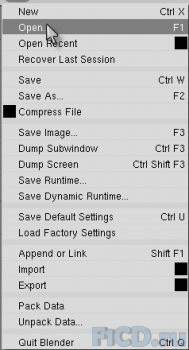 New Ctrl X
Open... F1
Open Recent
Recover Last Session
Save Ctrl W
Save As... F2
Compress File
Save Image... F3
Dump Subwindow Ctrl F3
Dump Screen Ctrl Shift F3
Save Runtime...
Save Dynamic Runtime...
Save Default Settings Ctrl U
Load Factory Settings
Append or Link Shift F1
Import
Export
Pack Data
Unpack Data...
Quit Blender Ctrl Q